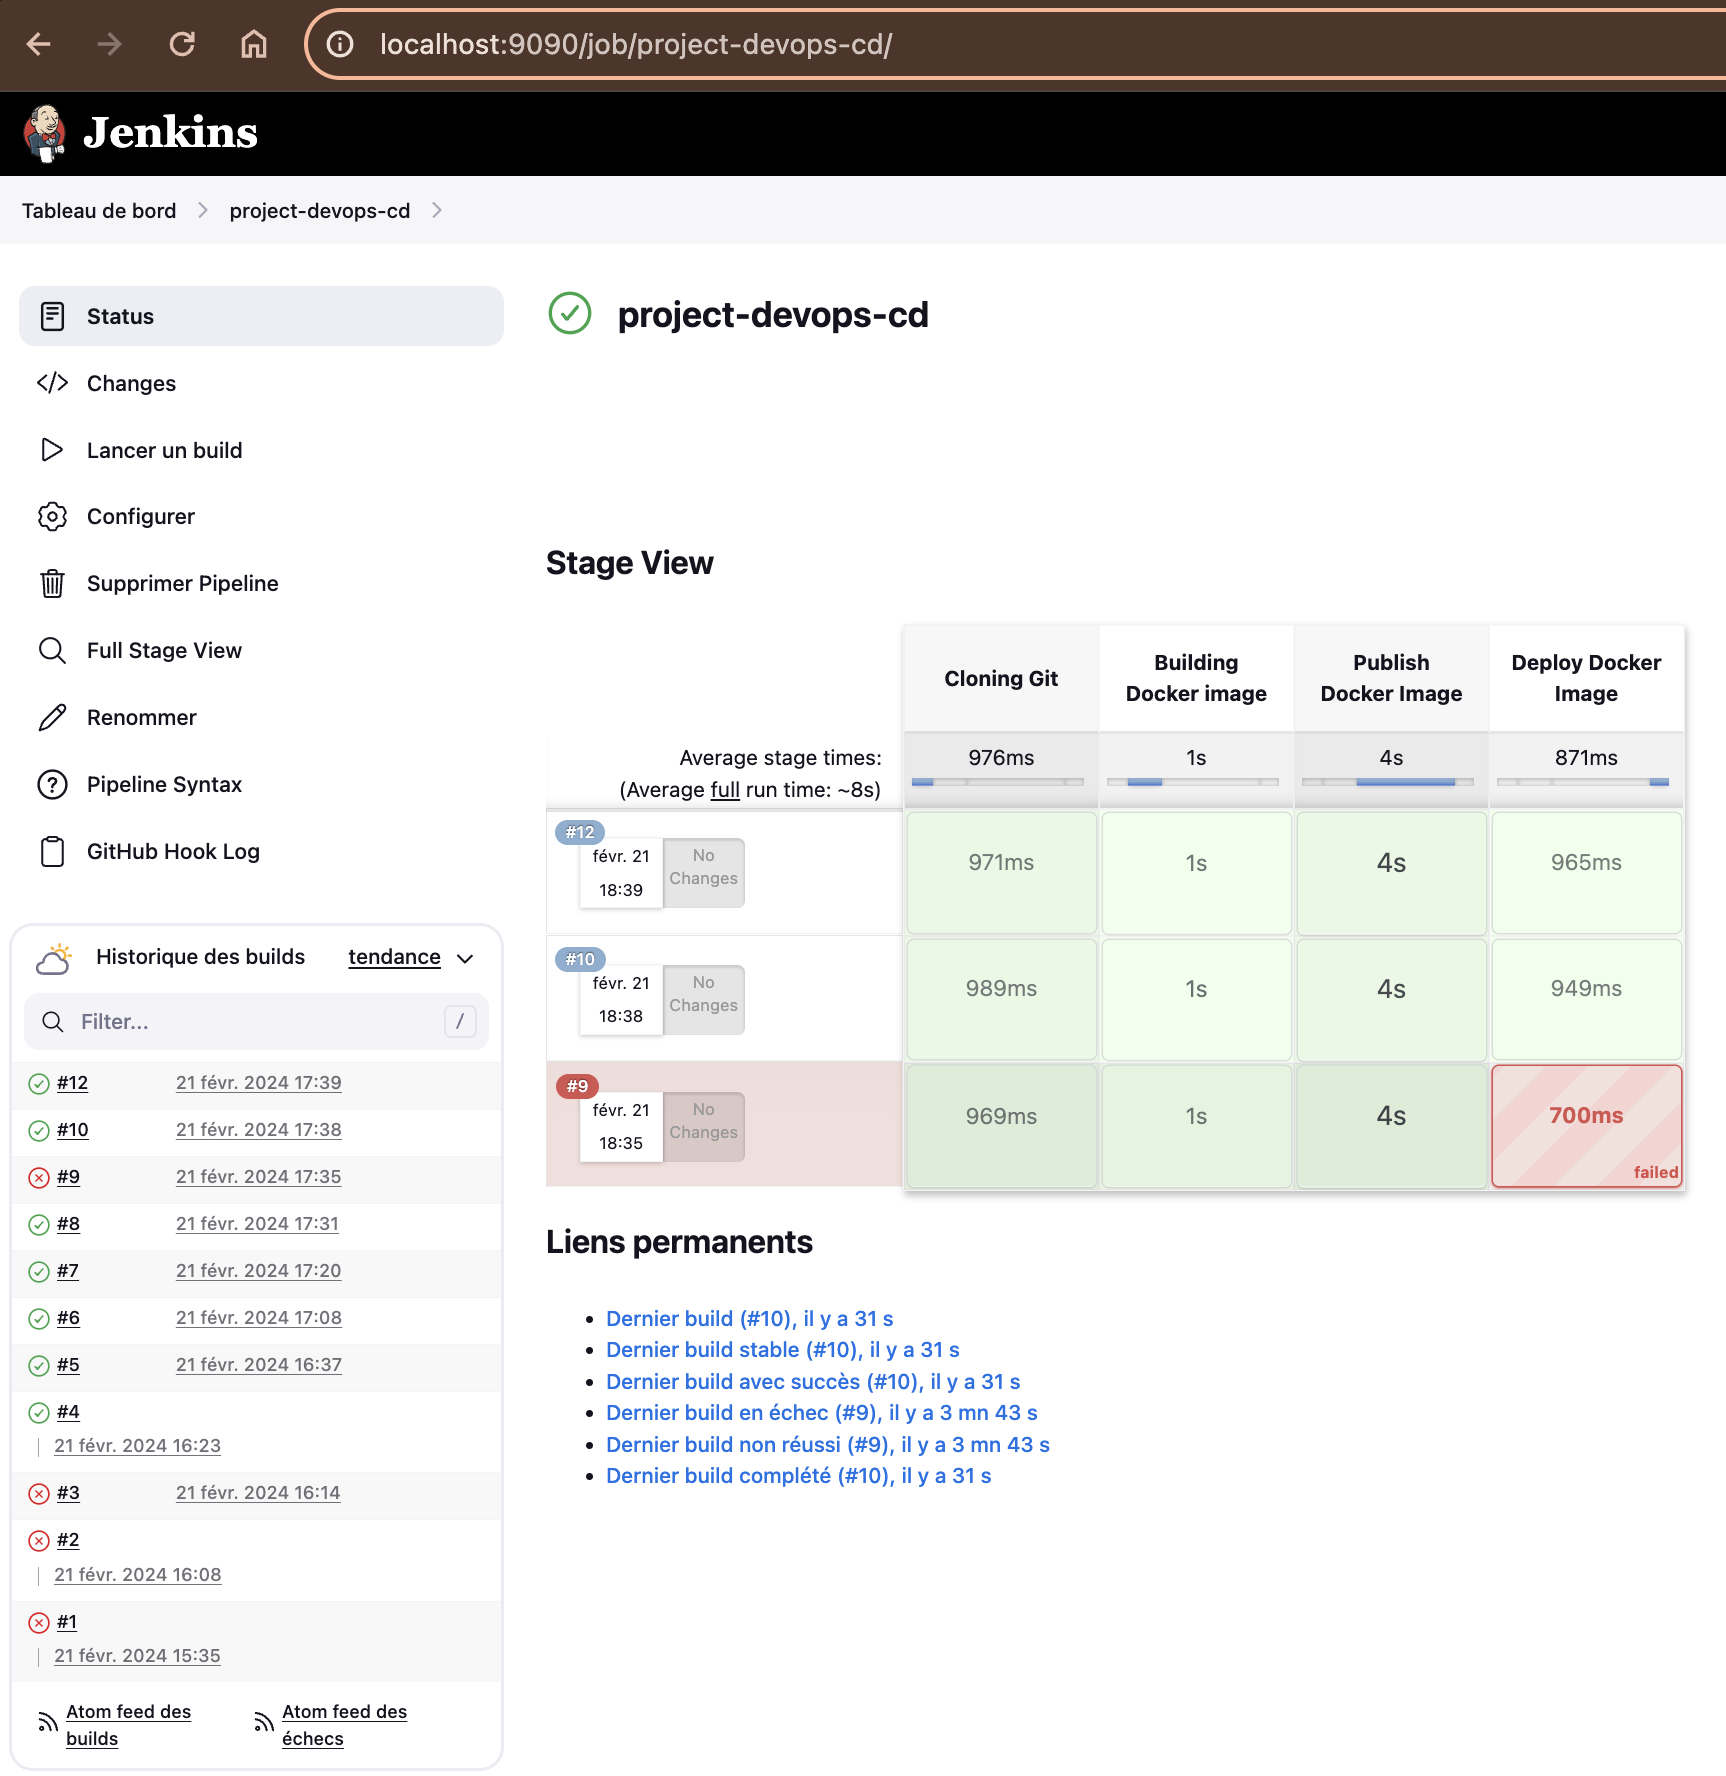 localhost:9090/job/project-devops-cd/
Jenkins
Tableau de bord
project-devops-cd
Status
Changes
Lancer un build
Configurer
Supprimer Pipeline
Full Stage View
Renommer
Pipeline Syntax
GitHub Hook Log
Historique des builds
tendance
Filter...
/
#12 21 févr. 2024 17:39
#10 21 févr. 2024 17:38
#9 21 févr. 2024 17:35
#8 21 févr. 2024 17:31
#7 21 févr. 2024 17:20
#6 21 févr. 2024 17:08
#5 21 févr. 2024 16:37
#4
21 févr. 2024 16:23
#3 21 févr. 2024 16:14
#2
21 févr. 2024 16:08
#1
21 févr. 2024 15:35
Atom feed des
builds
Atom feed des
échecs
project-devops-cd
Stage View
Cloning Git
Building
Docker image
Publish
Docker Image
Deploy Docker
Image
Average stage times:
(Average full run time: ~8s)
976ms
1s
4s
871ms
#12
févr. 21
18:39
No
Changes
971ms
1s
4s
965ms
#10
févr. 21
18:38
No
Changes
989ms
1s
4s
949ms
#9
févr. 21
18:35
No
Changes
969ms
1s
4s
700ms
failed
Liens permanents
Dernier build (#10), il y a 31 s
Dernier build stable (#10), il y a 31 s
Dernier build avec succès (#10), il y a 31 s
Dernier build en échec (#9), il y a 3 mn 43 s
Dernier build non réussi (#9), il y a 3 mn 43 s
Dernier build complété (#10), il y a 31 s